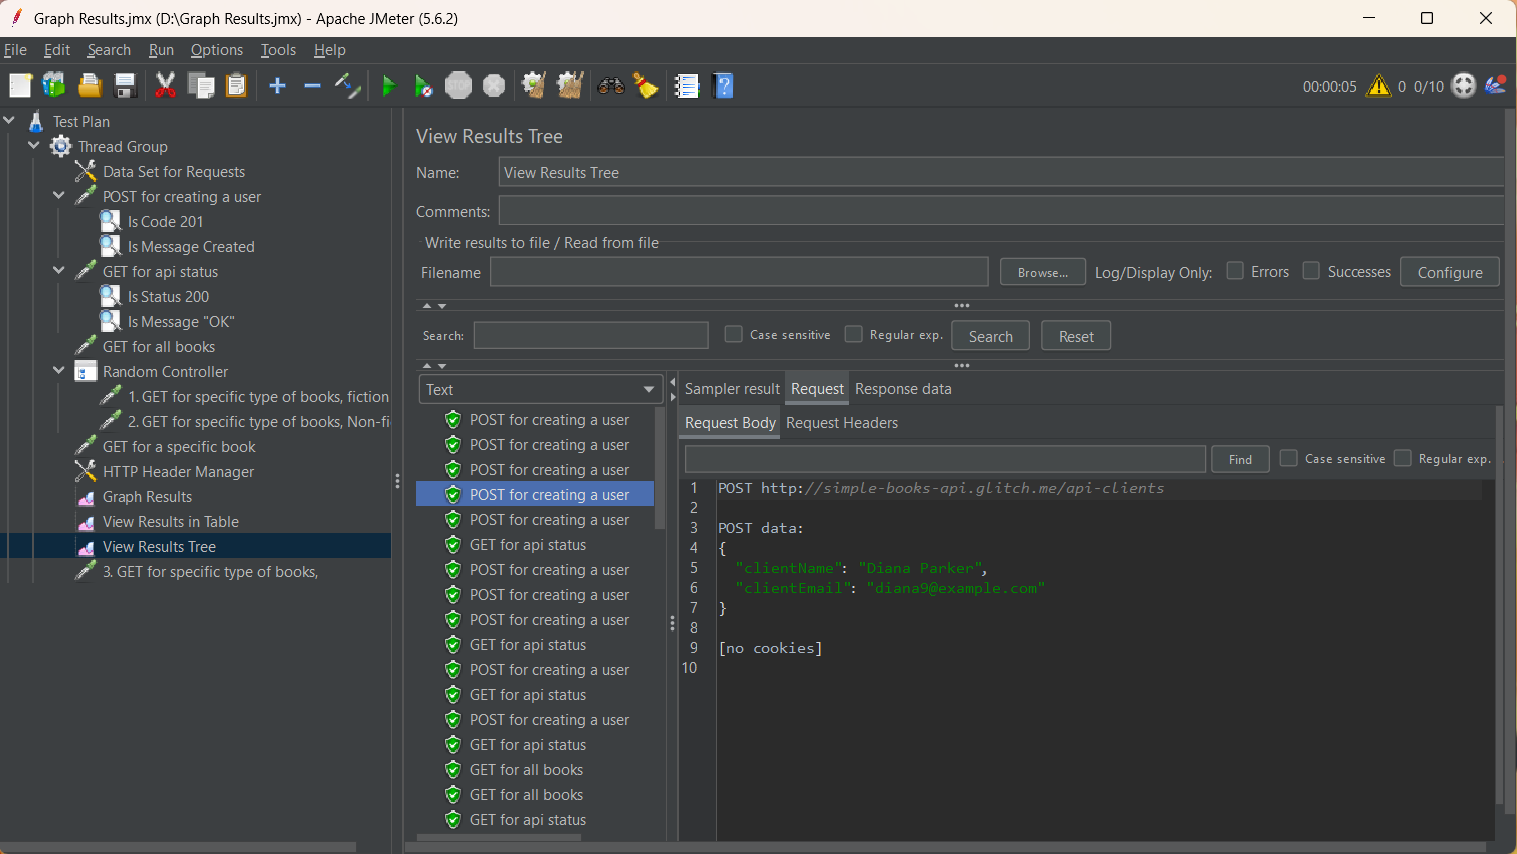 Graph Results.jmx (D:\Graph Results.jmx) - Apache JMeter (5.6.2)
File Edit Search Run Options Tools Help
STOP
00:00:05 0 0/10
Test Plan
Thread Group
Data Set for Requests
POST for creating a user
Is Code 201
Is Message Created
GET for api status
Is Status 200
Is Message "OK"
GET for all books
Random Controller
1. GET for specific type of books, fiction
2. GET for specific type of books, Non-fi
GET for a specific book
HTTP Header Manager
Graph Results
View Results in Table
View Results Tree
3. GET for specific type of books,
View Results Tree
Name: View Results Tree
Comments:
Write results to file / Read from file
Filename Browse... Log/Display Only: Errors Successes Configure
Search: Case sensitive Regular exp. Search Reset
Text
POST for creating a user
POST for creating a user
POST for creating a user
POST for creating a user
POST for creating a user
GET for api status
POST for creating a user
POST for creating a user
POST for creating a user
GET for api status
POST for creating a user
GET for api status
POST for creating a user
GET for api status
GET for all books
GET for all books
GET for api status
Sampler result Request Response data
Request Body Request Headers
Find Case sensitive Regular exp.
1 POST http://simple-books-api.glitch.me/api-clients
2
3 POST data:
4 {
5 "clientName": "Diana Parker",
6 "clientEmail": "diana9@example.com"
7 }
8
9 [no cookies]
10